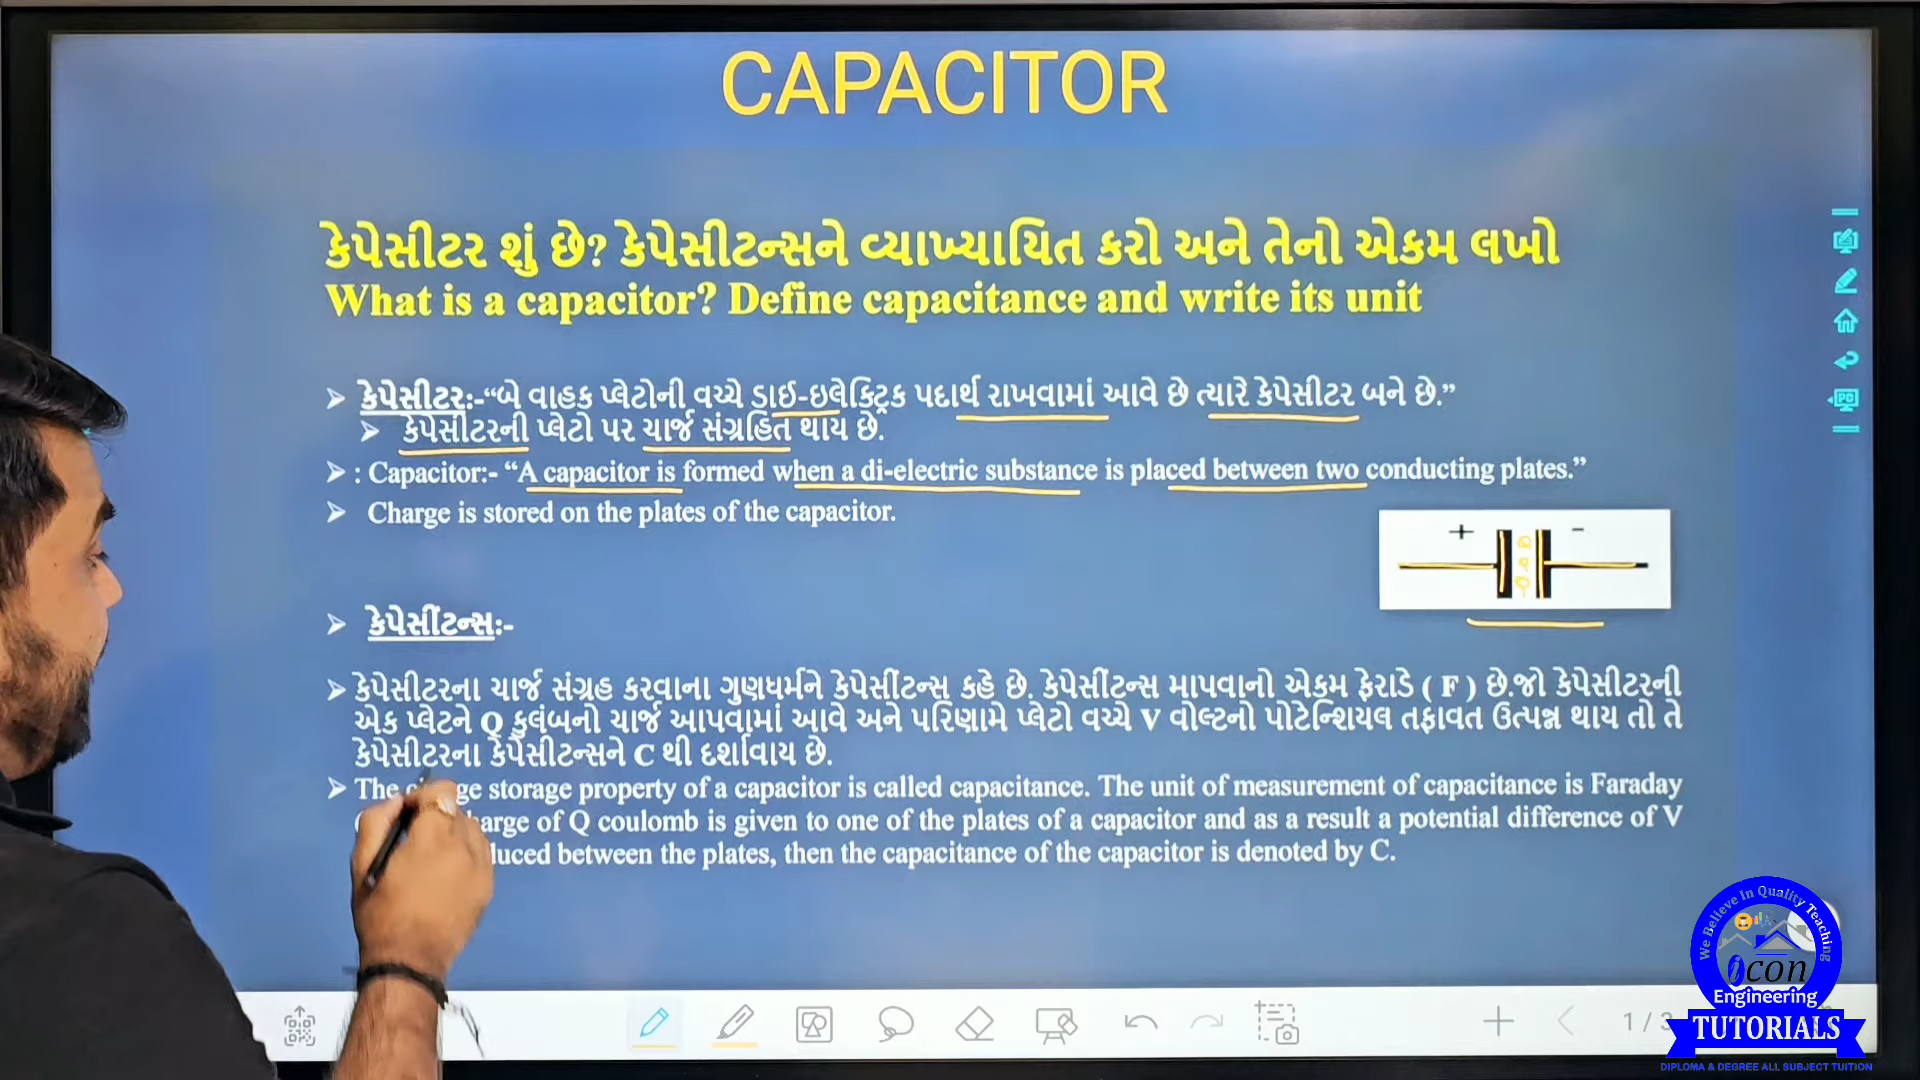 CAPACITOR
કેપેસીટર શું છે? કેપેસીટન્સને વ્યાખ્યાયિત કરો અને તેનો એકમ લખો
What is a capacitor? Define capacitance and write its unit
કેપેસીટર:-“બે વાહક પ્લેટોની વચ્ચે ડાઈ-ઇલેક્ટ્રિક પદાર્થ રાખવામાં આવે છે ત્યારે કેપેસીટર બને છે.”
કેપેસીટરની પ્લેટો પર ચાર્જ સંગ્રહિત થાય છે.
: Capacitor:- “A capacitor is formed when a di-electric substance is placed between two conducting plates.”
Charge is stored on the plates of the capacitor.
+ -
કેપેસીંટન્સ:-
કેપેસીટરના ચાર્જ સંગ્રહ કરવાના ગુણધર્મને કેપેસીંટન્સ કહે છે. કેપેસીંટન્સ માપવાનો એકમ ફેરાડે ( F ) છે.જો કેપેસીટરની
એક પ્લેટને Q કુલંબનો ચાર્જ આપવામાં આવે અને પરિણામે પ્લેટો વચ્ચે V વોલ્ટનો પોટેન્શિયલ તફાવત ઉત્પન્ન થાય તો તે
કેપેસીટરના કેપેસીટન્સને C થી દર્શાવાય છે.
The storage property of a capacitor is called capacitance. The unit of measurement of capacitance is Faraday
of Q coulomb is given to one of the plates of a capacitor and as a result a potential difference of V
between the plates, then the capacitance of the capacitor is denoted by C.
1 / 3
We Believe In Quality Teaching
icon
Engineering
TUTORIALS
DIPLOMA & DEGREE ALL SUBJECT TUITION